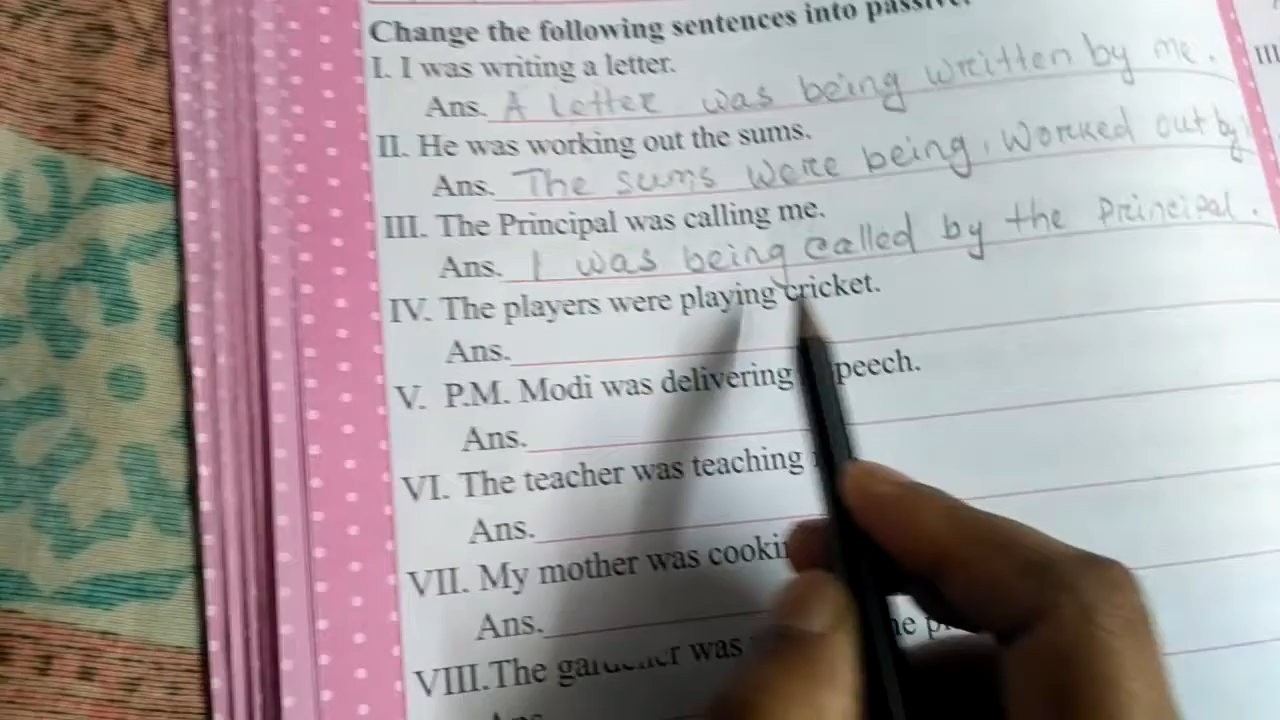 Change the following sentences into passive.
I. I was writing a letter.
Ans. A letter was being written by me.
II. He was working out the sums.
Ans. The sums were being, worked out by
III. The Principal was calling me.
Ans. I was being called by the principal.
IV. The players were playing cricket.
Ans.
V. P.M. Modi was delivering speech.
Ans.
VI. The teacher was teaching
Ans.
VII. My mother was
Ans.
VIII. The gardener was
Ans.
III